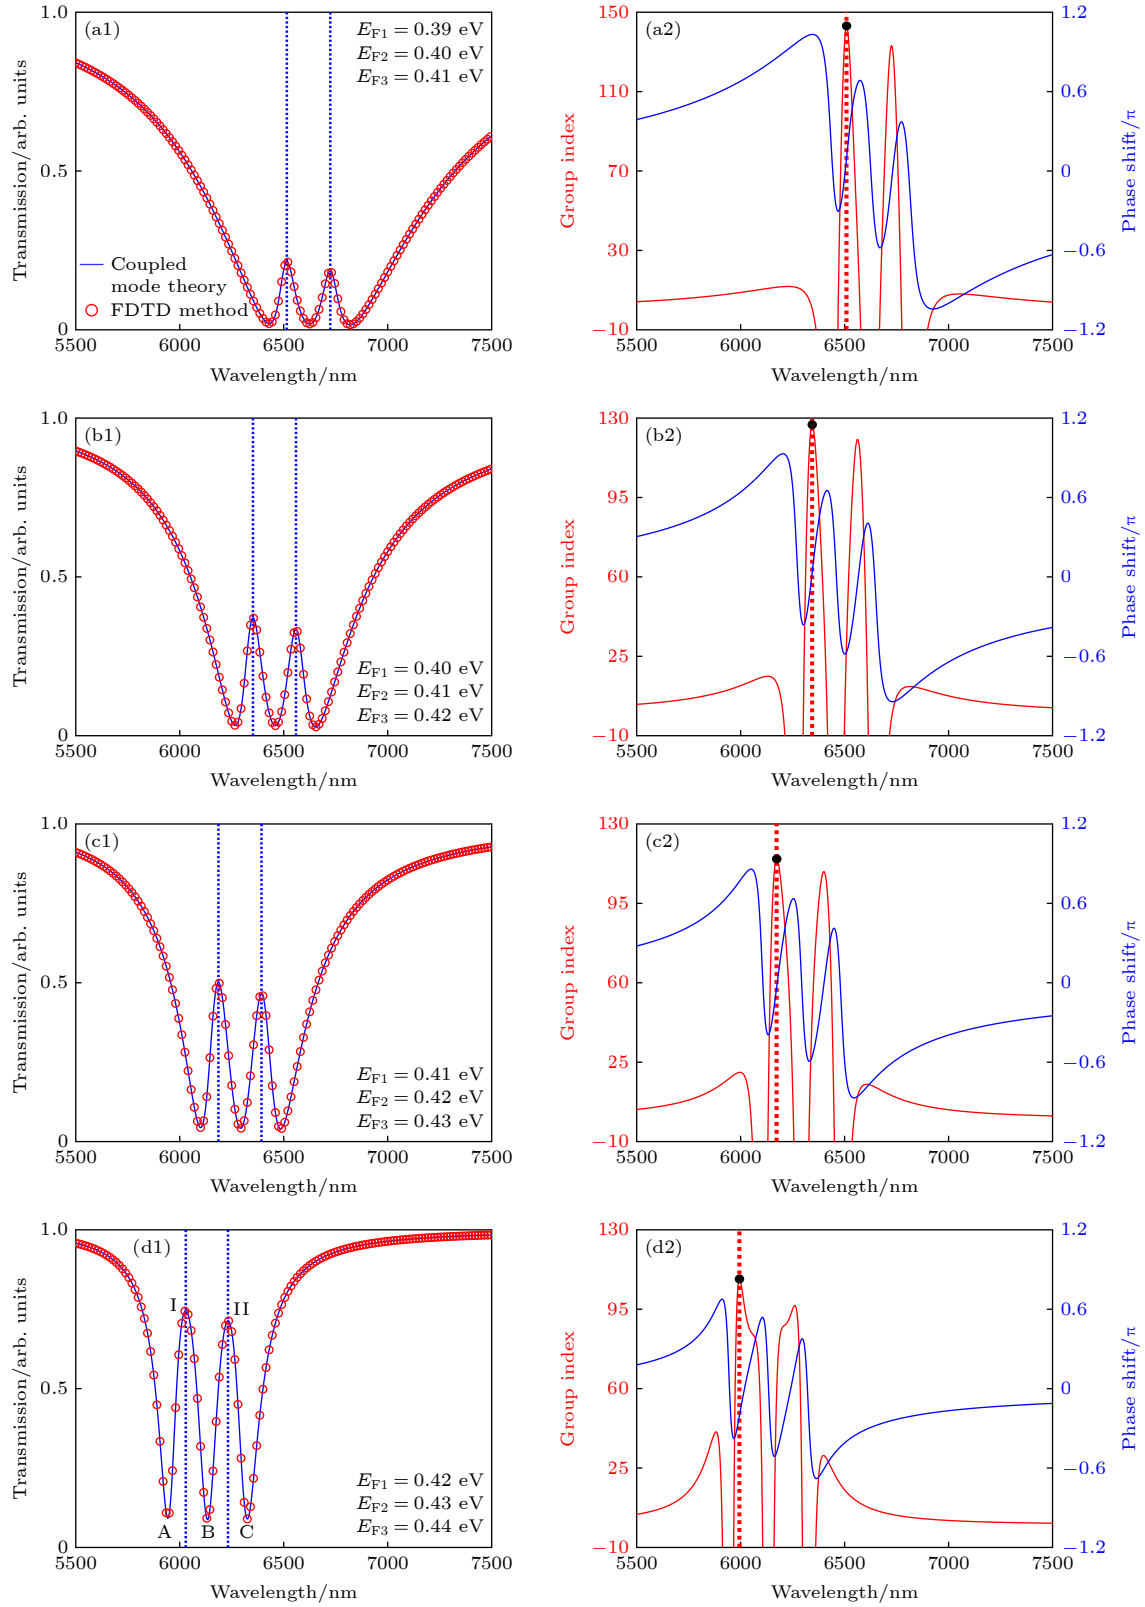 (a1)
E_F1 = 0.39 eV
E_F2 = 0.40 eV
E_F3 = 0.41 eV
Coupled
mode theory
FDTD method
Transmission/arb. units
1.0
0.5
0
5500 6000 6500 7000 7500
Wavelength/nm
(a2)
Group index
150
110
70
30
−10
Phase shift/π
1.2
0.6
0
−0.6
−1.2
5500 6000 6500 7000 7500
Wavelength/nm
(b1)
E_F1 = 0.40 eV
E_F2 = 0.41 eV
E_F3 = 0.42 eV
Transmission/arb. units
1.0
0.5
0
5500 6000 6500 7000 7500
Wavelength/nm
(b2)
Group index
130
95
60
25
−10
Phase shift/π
1.2
0.6
0
−0.6
−1.2
5500 6000 6500 7000 7500
Wavelength/nm
(c1)
E_F1 = 0.41 eV
E_F2 = 0.42 eV
E_F3 = 0.43 eV
Transmission/arb. units
1.0
0.5
0
5500 6000 6500 7000 7500
Wavelength/nm
(c2)
Group index
130
95
60
25
−10
Phase shift/π
1.2
0.6
0
−0.6
−1.2
5500 6000 6500 7000 7500
Wavelength/nm
(d1)
I II
E_F1 = 0.42 eV
E_F2 = 0.43 eV
E_F3 = 0.44 eV
A B C
Transmission/arb. units
1.0
0.5
0
5500 6000 6500 7000 7500
Wavelength/nm
(d2)
Group index
130
95
60
25
−10
Phase shift/π
1.2
0.6
0
−0.6
−1.2
5500 6000 6500 7000 7500
Wavelength/nm